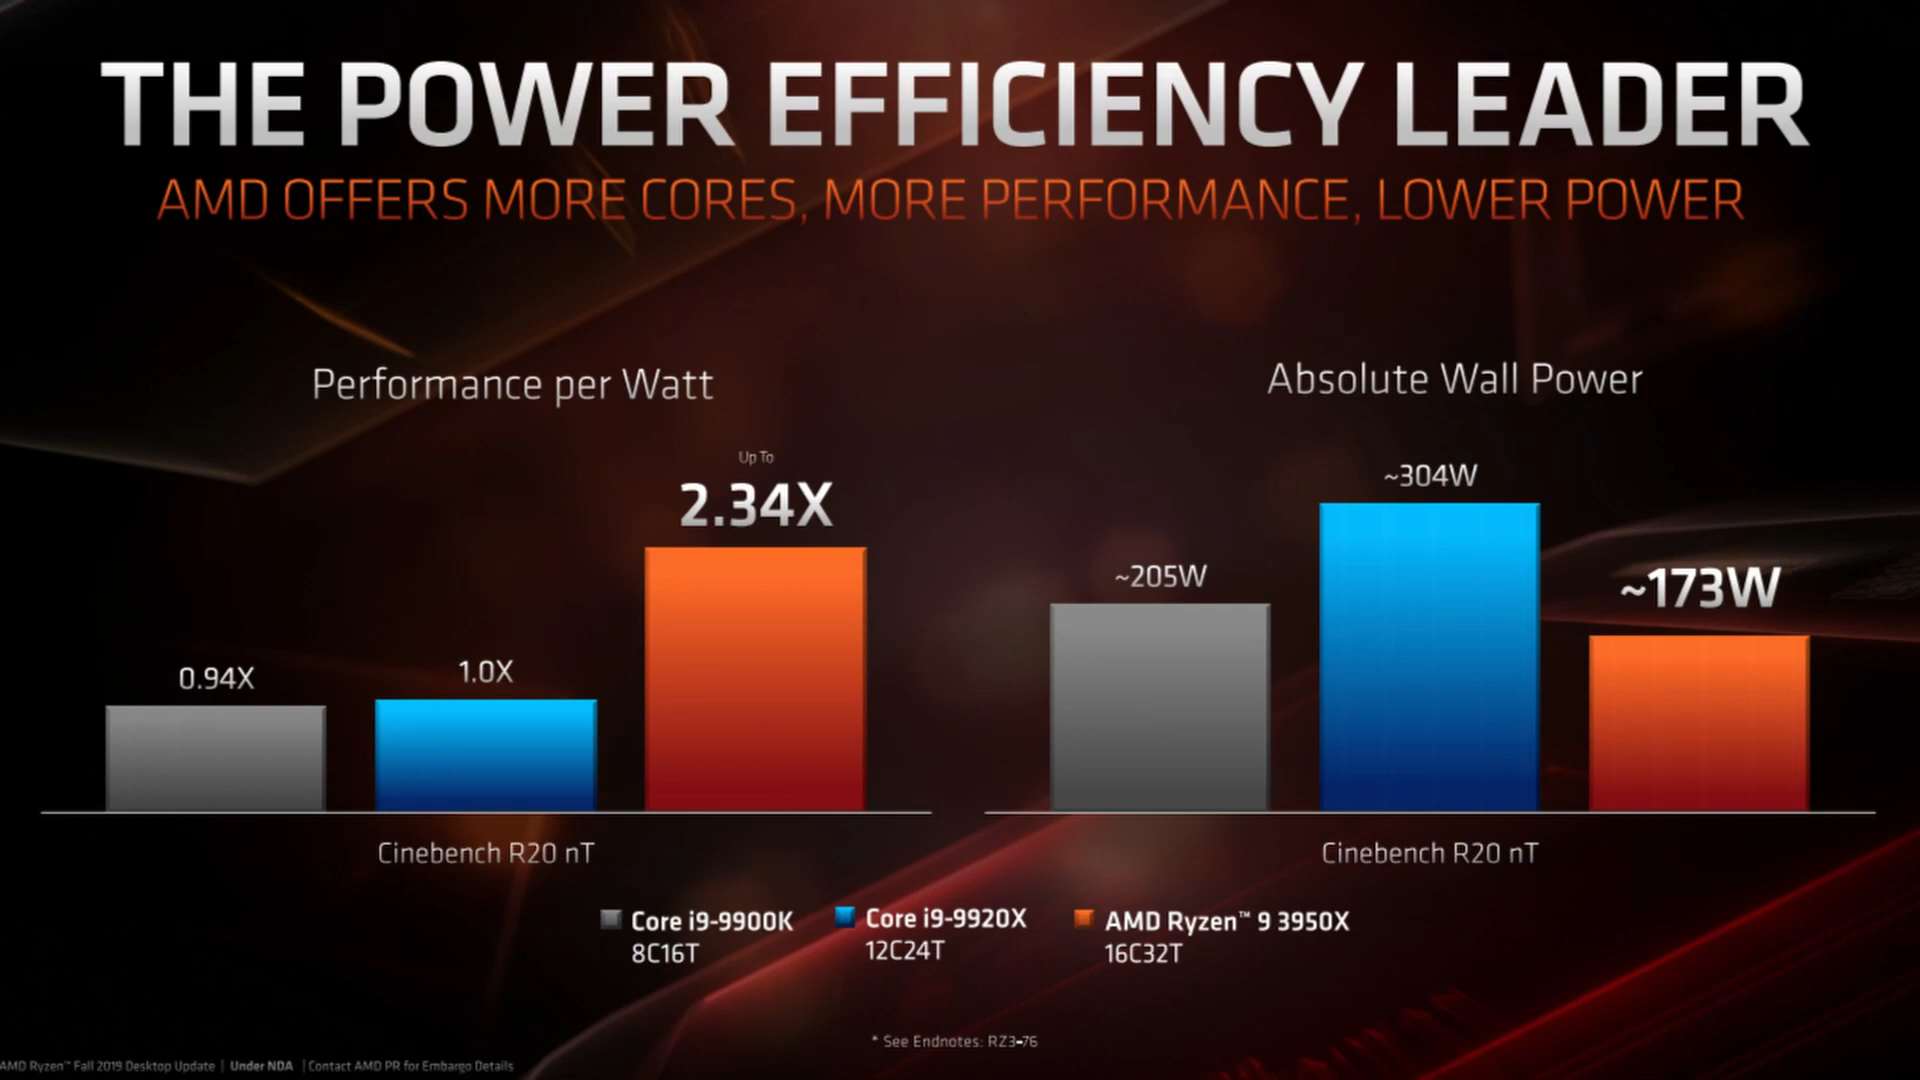 THE POWER EFFICIENCY LEADER
AMD OFFERS MORE CORES, MORE PERFORMANCE, LOWER POWER
Performance per Watt
Up To
2.34X
0.94X
1.0X
Cinebench R20 nT
Absolute Wall Power
~304W
~205W
~173W
Cinebench R20 nT
Core i9-9900K
8C16T
Core i9-9920X
12C24T
AMD Ryzen™ 9 3950X
16C32T
* See Endnotes: RZ3-76
AMD Ryzen™ Fall 2019 Desktop Update | Under NDA | Contact AMD PR for Embargo Details